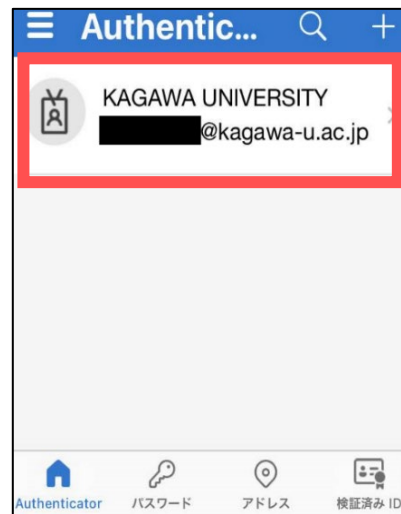 Authentic...
KAGAWA UNIVERSITY
@kagawa-u.ac.jp
Authenticator
パスワード
アドレス
検証済み ID